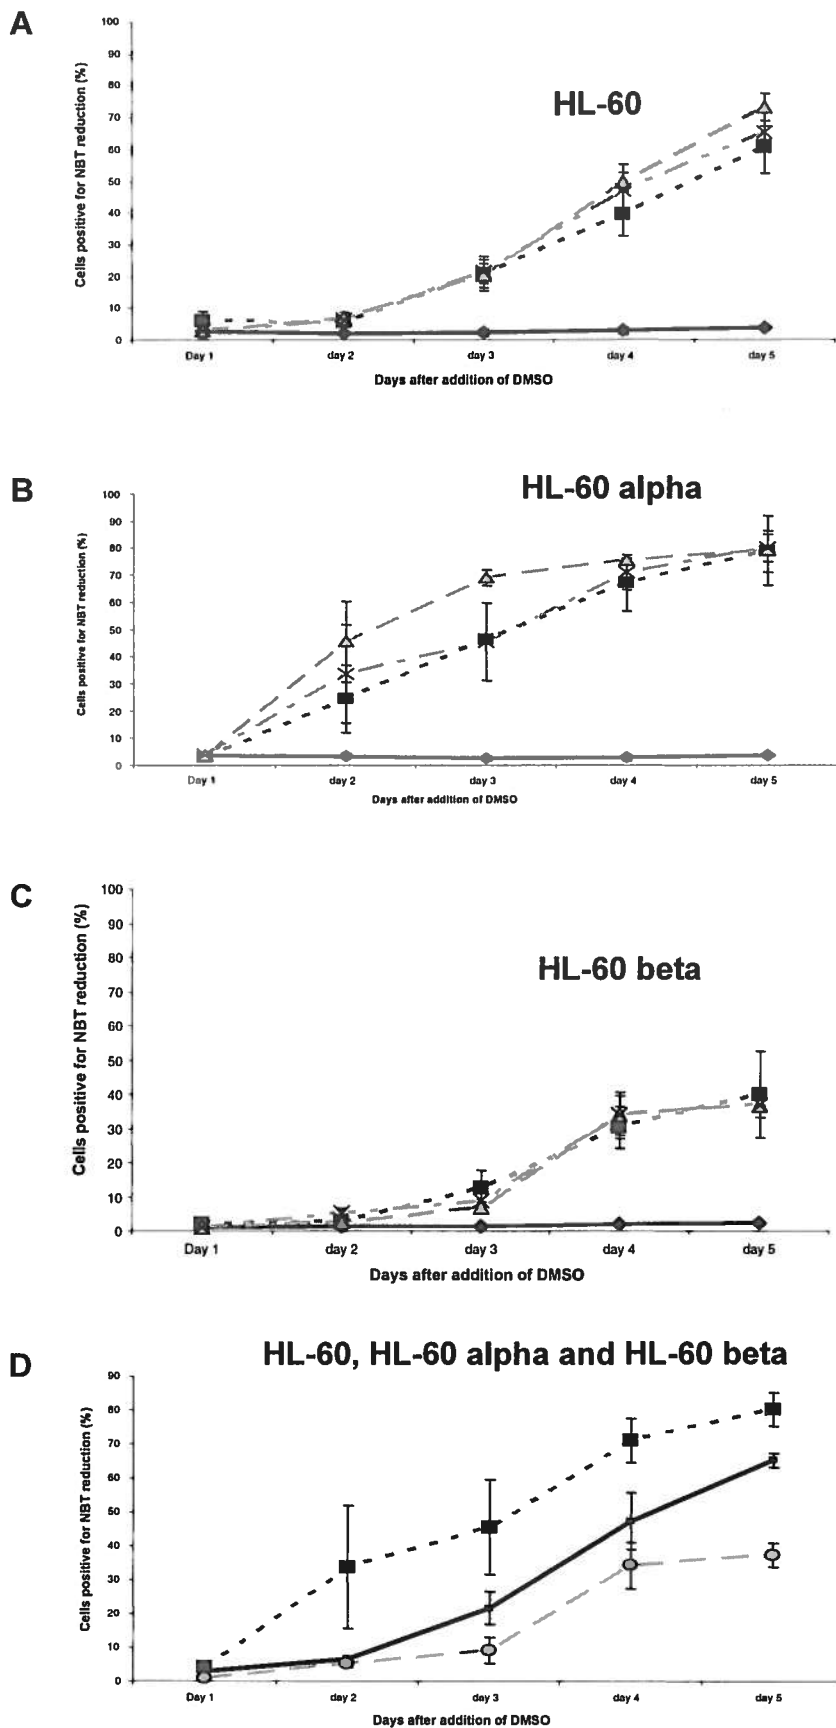 A
HL-60
Cells positive for NBT reduction (%)
100
90
80
70
60
50
40
30
20
10
0
Day 1 day 2 day 3 day 4 day 5
Days after addition of DMSO
B
HL-60 alpha
Cells positive for NBT reduction (%)
100
90
80
70
60
50
40
30
20
10
0
Day 1 day 2 day 3 day 4 day 5
Days after addition of DMSO
C
HL-60 beta
Cells positive for NBT reduction (%)
100
90
80
70
60
50
40
30
20
10
0
Day 1 day 2 day 3 day 4 day 5
Days after addition of DMSO
D
HL-60, HL-60 alpha and HL-60 beta
Cells positive for NBT reduction (%)
90
80
70
60
50
40
30
20
10
0
Day 1 day 2 day 3 day 4 day 5
Days after addition of DMSO